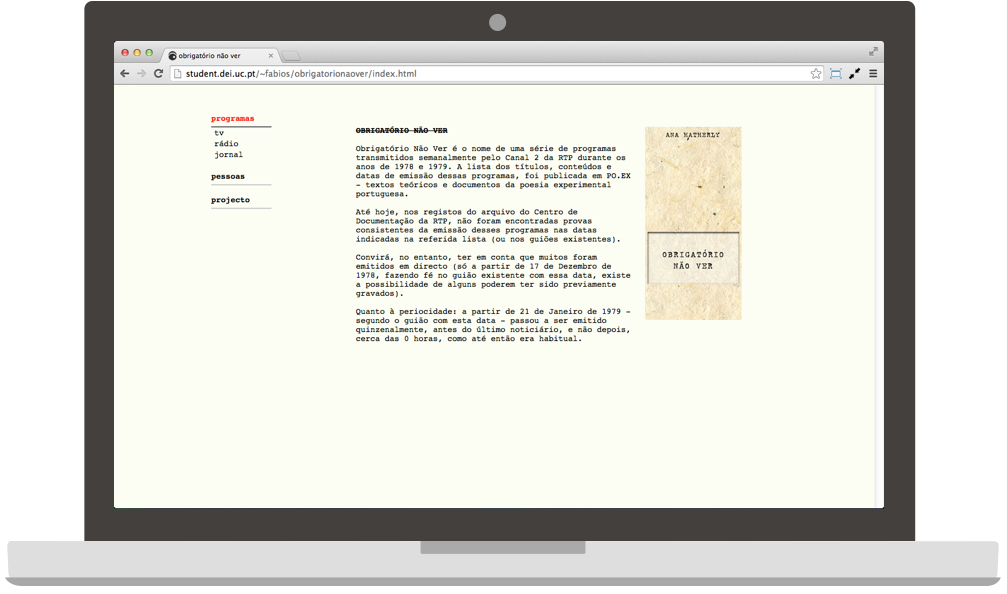 obrigatório não ver
student.dei.uc.pt/~fabios/obrigatorionaover/index.html
programas
tv
rádio
jornal
pessoas
projecto
OBRIGATÓRIO NÃO VER
Obrigatório Não Ver é o nome de uma série de programas
transmitidos semanalmente pelo Canal 2 da RTP durante os
anos de 1978 e 1979. A lista dos títulos, conteúdos e
datas de emissão dessas programas, foi publicada em PO.EX
– textos teóricos e documentos da poesia experimental
portuguesa.
Até hoje, nos registos do arquivo do Centro de
Documentação da RTP, não foram encontradas provas
consistentes da emissão desses programas nas datas
indicadas na referida lista (ou nos guiões existentes).
Convirá, no entanto, ter em conta que muitos foram
emitidos em directo (só a partir de 17 de Dezembro de
1978, fazendo fé no guião existente com essa data, existe
a possibilidade de alguns poderem ter sido previamente
gravados).
Quanto à periocidade: a partir de 21 de Janeiro de 1979 –
segundo o guião com esta data – passou a ser emitido
quinzenalmente, antes do último noticiário, e não depois,
cerca das 0 horas, como até então era habitual.
ANA HATHERLY
OBRIGATÓRIO
NÃO VER